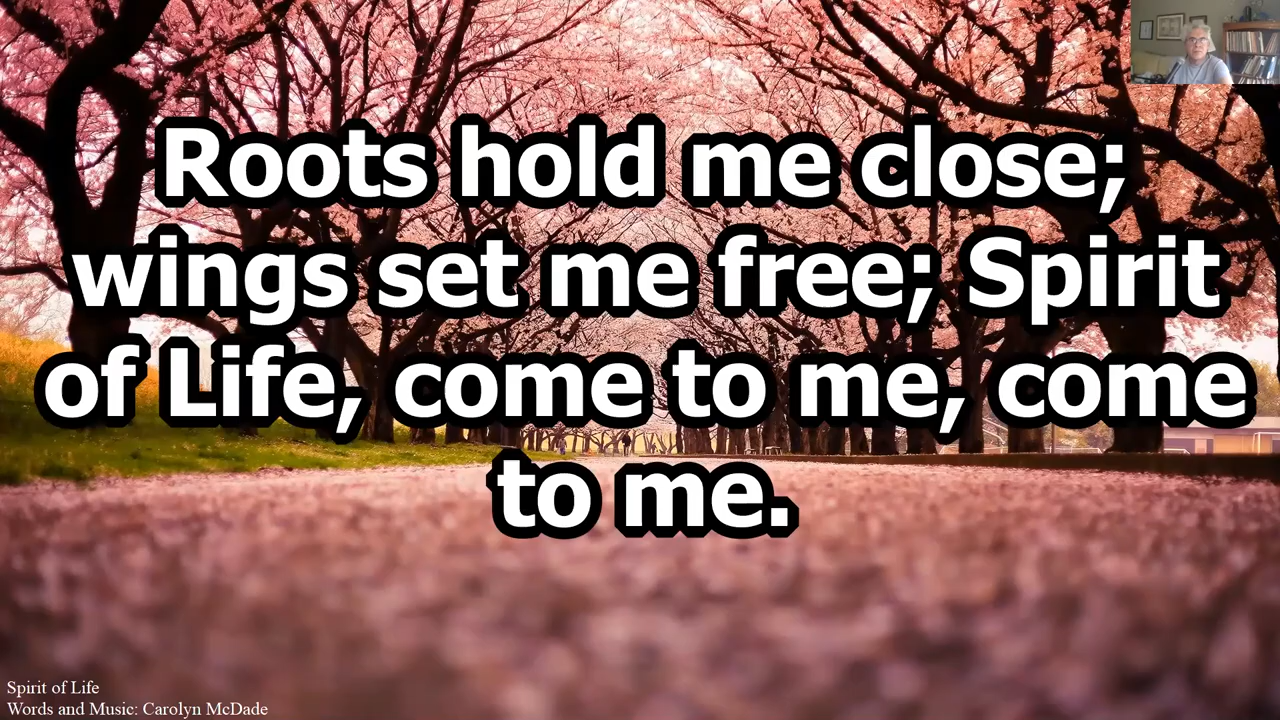 Roots hold me close;
wings set me free; Spirit
of Life, come to me, come
to me.
Spirit of Life
Words and Music: Carolyn McDade